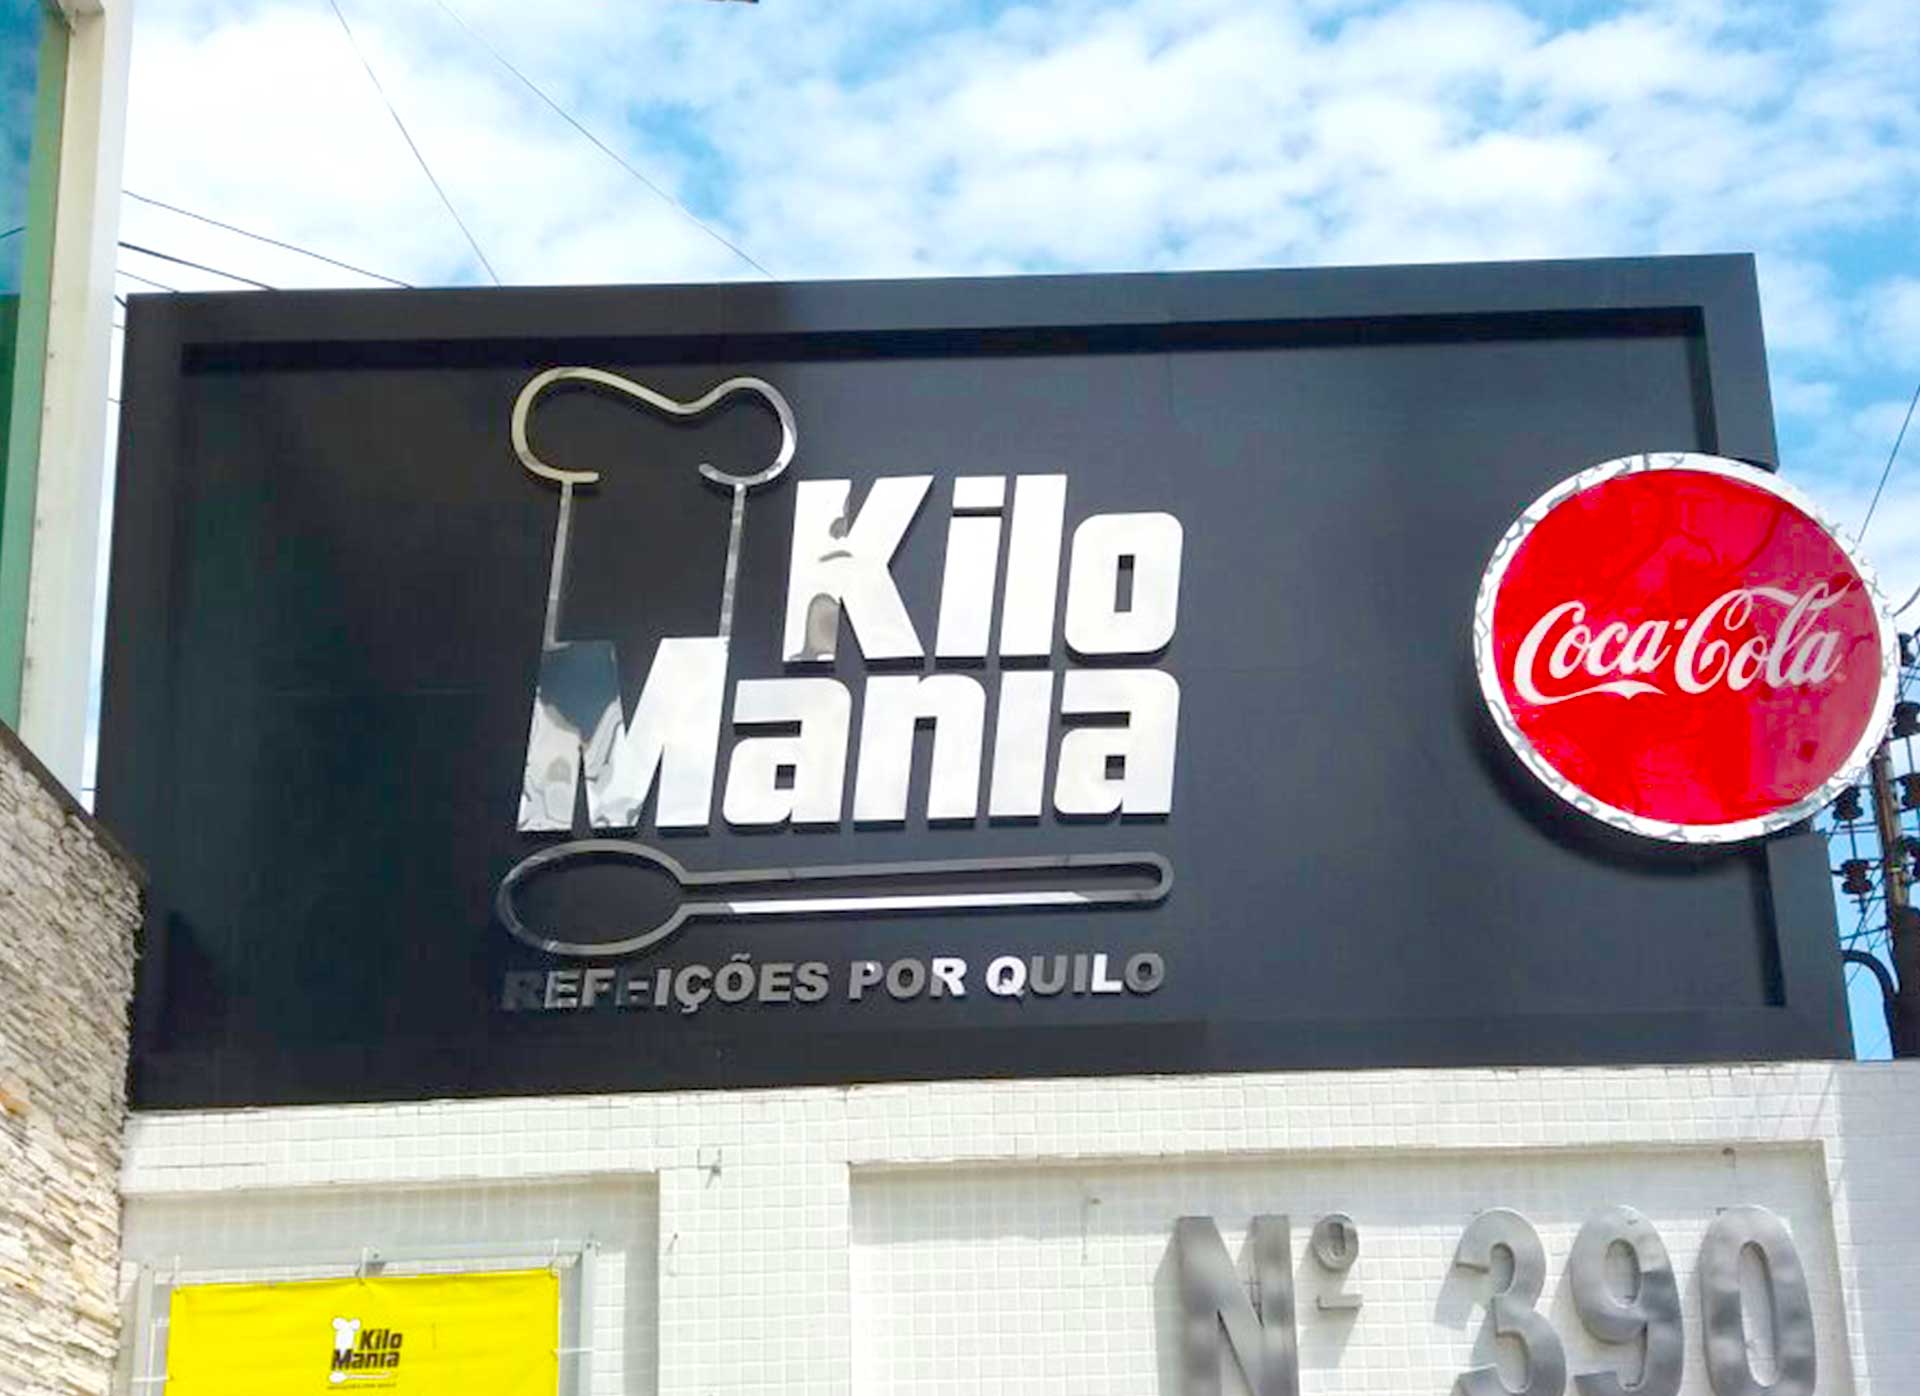 Kilo
Mania
REFEIÇÕES POR QUILO
Coca-Cola
Nº 390
Kilo
Mania